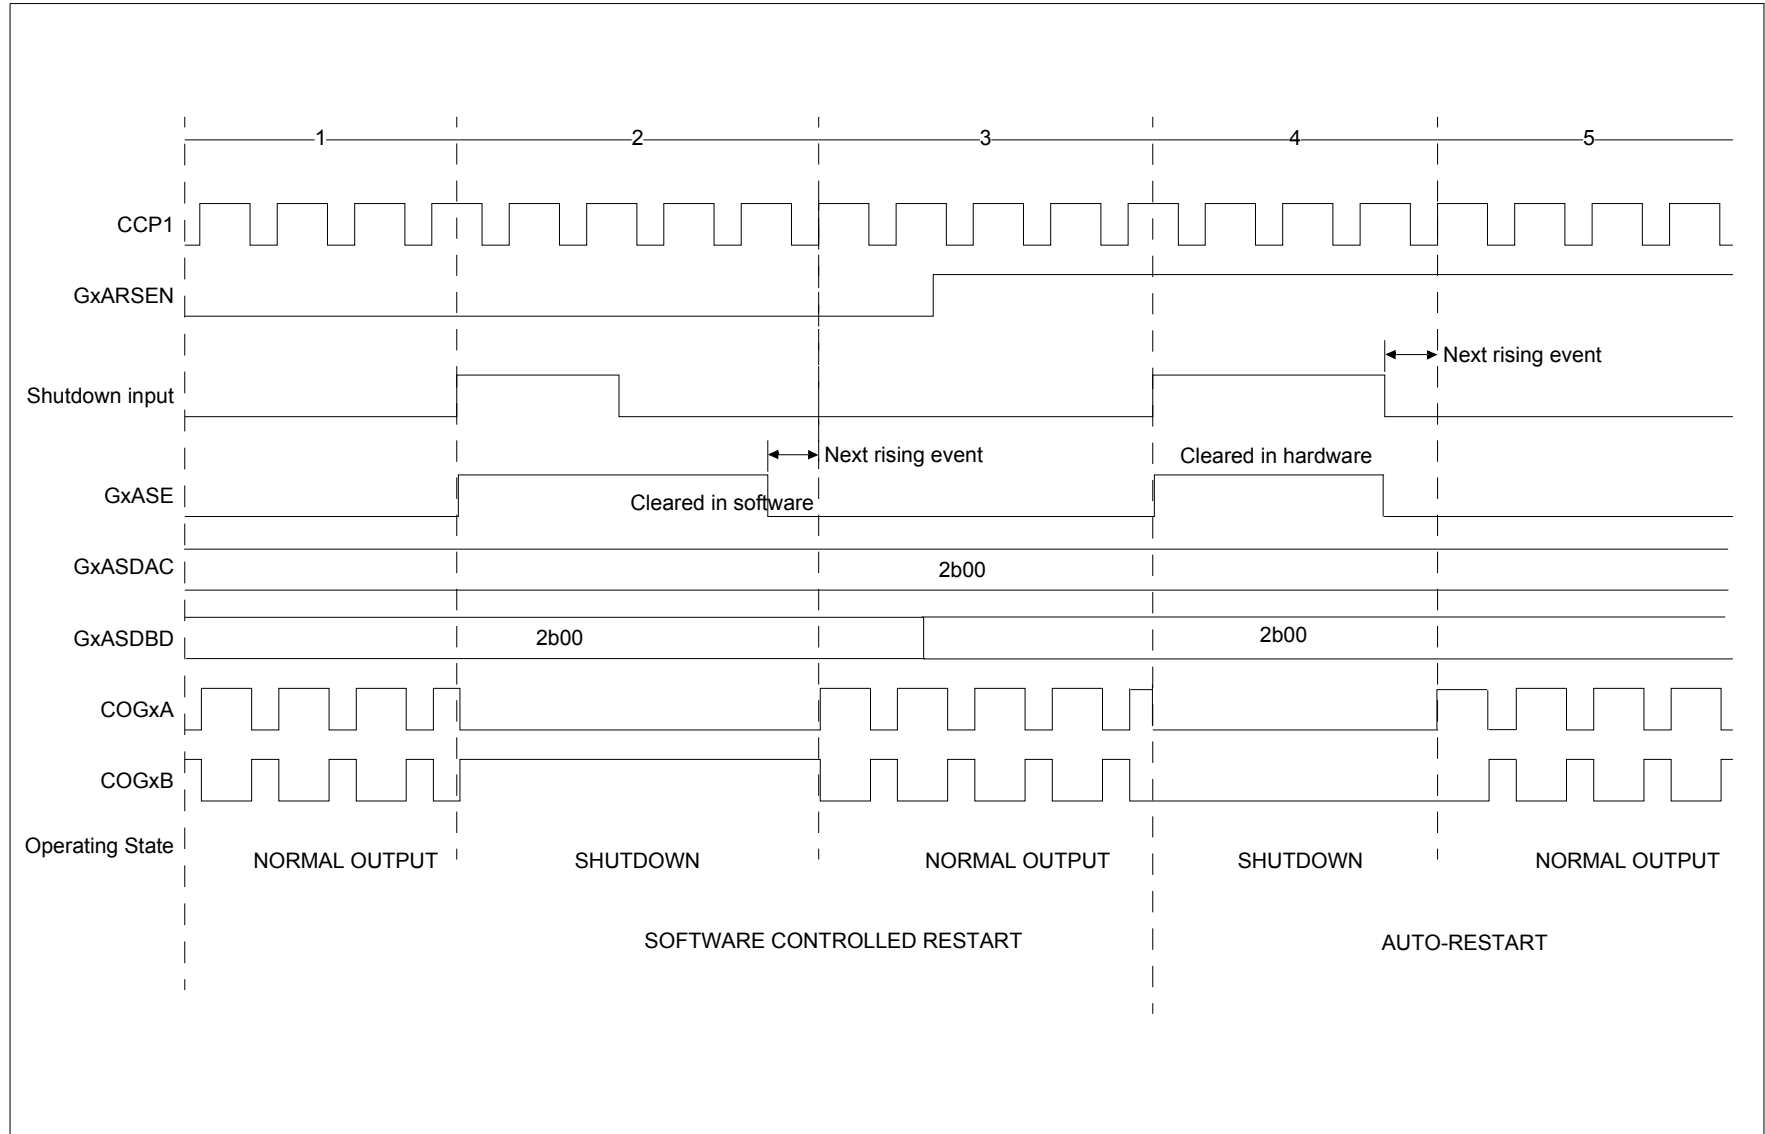 1 2 3 4 5
CCP1
GxARSEN
Next rising event
Shutdown input
Next rising event
Cleared in hardware
GxASE
Cleared in software
GxASDAC
2b00
GxASDBD
2b00
2b00
COGxA
COGxB
Operating State
NORMAL OUTPUT
SHUTDOWN
NORMAL OUTPUT
SHUTDOWN
NORMAL OUTPUT
SOFTWARE CONTROLLED RESTART
AUTO-RESTART